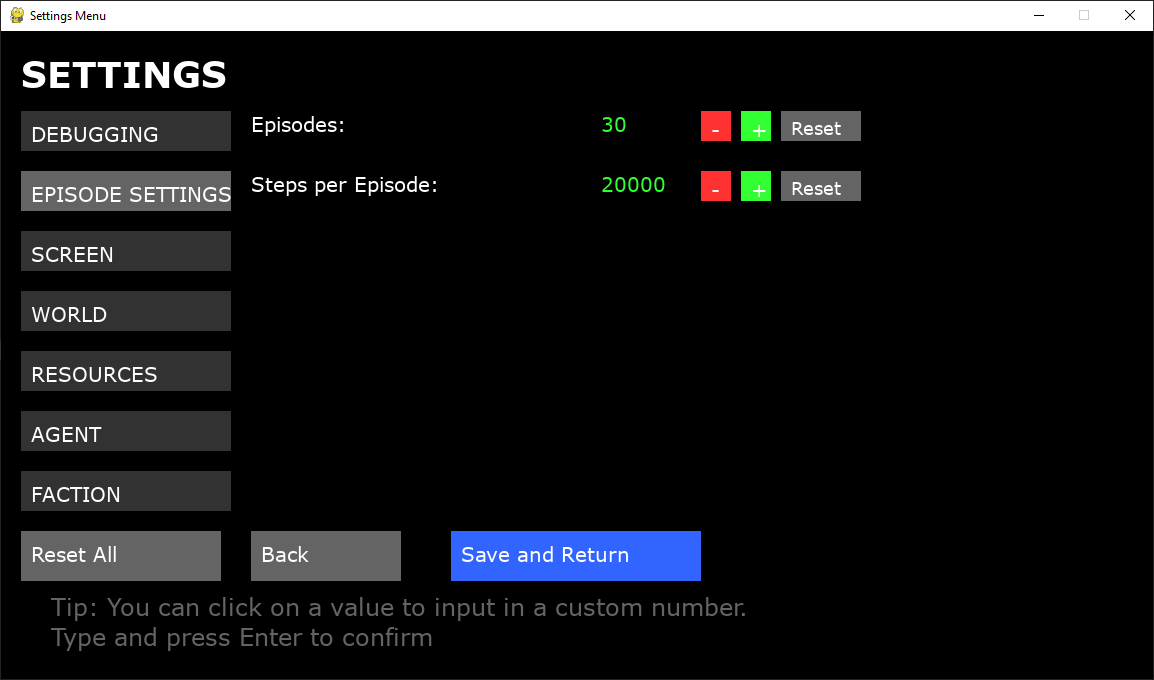 Settings Menu
SETTINGS
DEBUGGING
Episodes: 30 - + Reset
EPISODE SETTINGS
Steps per Episode: 20000 - + Reset
SCREEN
WORLD
RESOURCES
AGENT
FACTION
Reset All Back Save and Return
Tip: You can click on a value to input in a custom number.
Type and press Enter to confirm